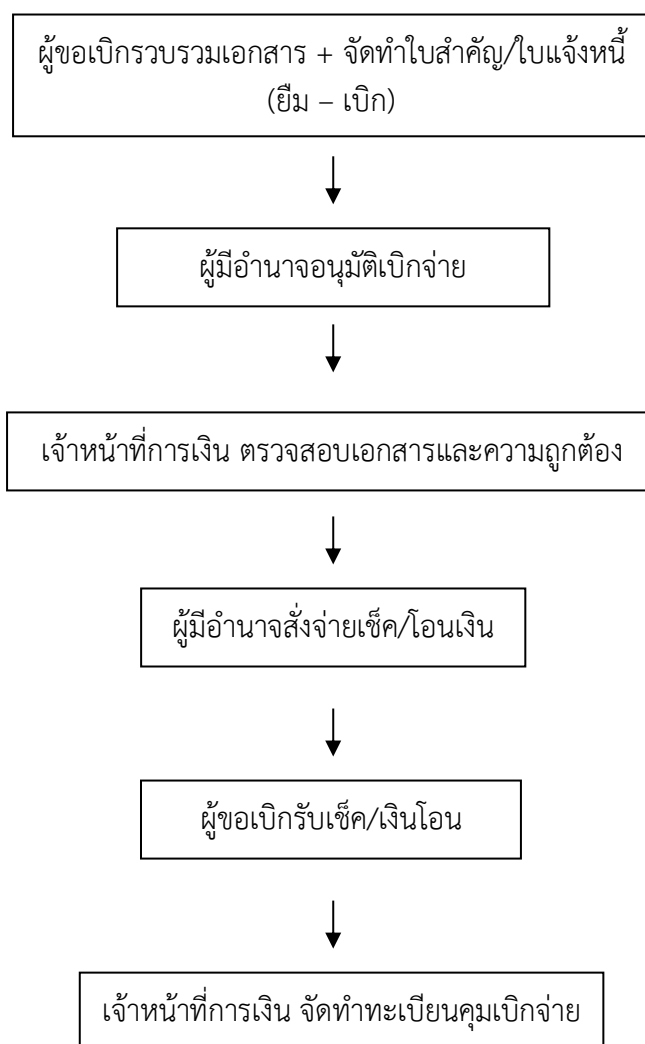 ผู้ขอเบิกรวบรวมเอกสาร + จัดทำใบสำคัญ/ใบแจ้งหนี้
(ยืม – เบิก)
ผู้มีอำนาจอนุมัติเบิกจ่าย
เจ้าหน้าที่การเงิน ตรวจสอบเอกสารและความถูกต้อง
ผู้มีอำนาจสั่งจ่ายเช็ค/โอนเงิน
ผู้ขอเบิกรับเช็ค/เงินโอน
เจ้าหน้าที่การเงิน จัดทำทะเบียนคุมเบิกจ่าย